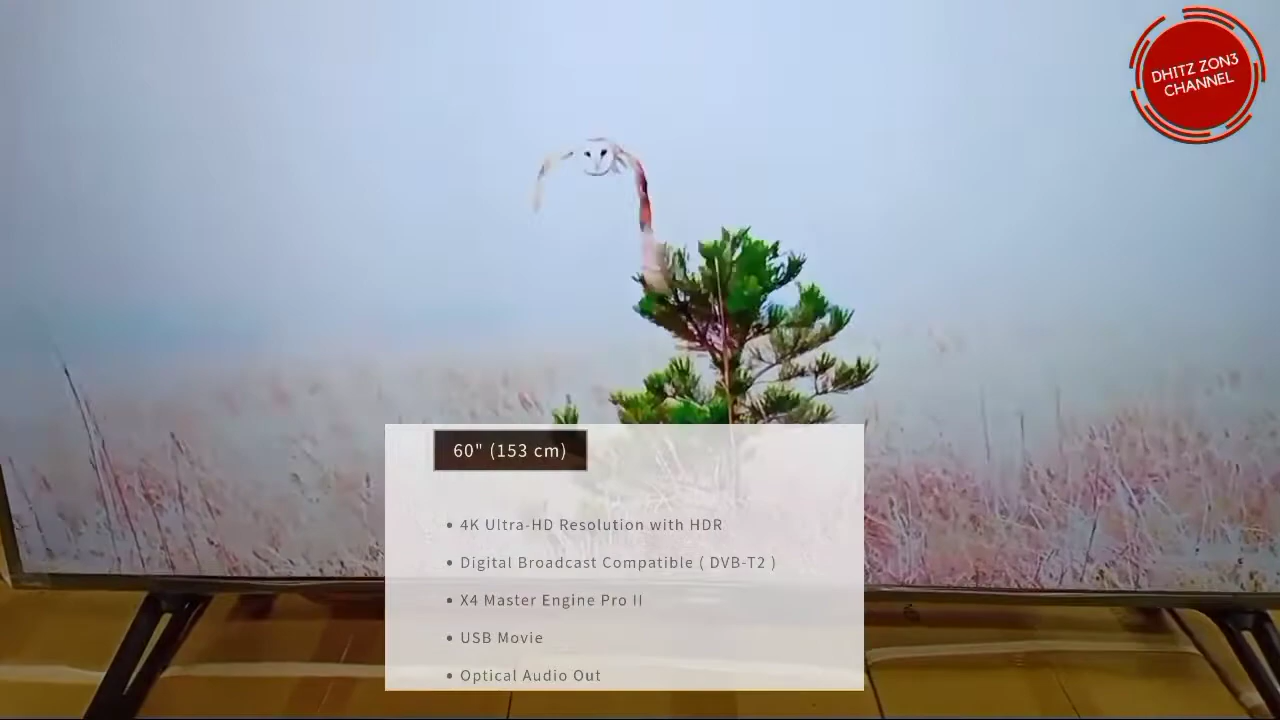 DHITZ ZON3
CHANNEL
60" (153 cm)
• 4K Ultra-HD Resolution with HDR
• Digital Broadcast Compatible ( DVB-T2 )
• X4 Master Engine Pro II
• USB Movie
• Optical Audio Out